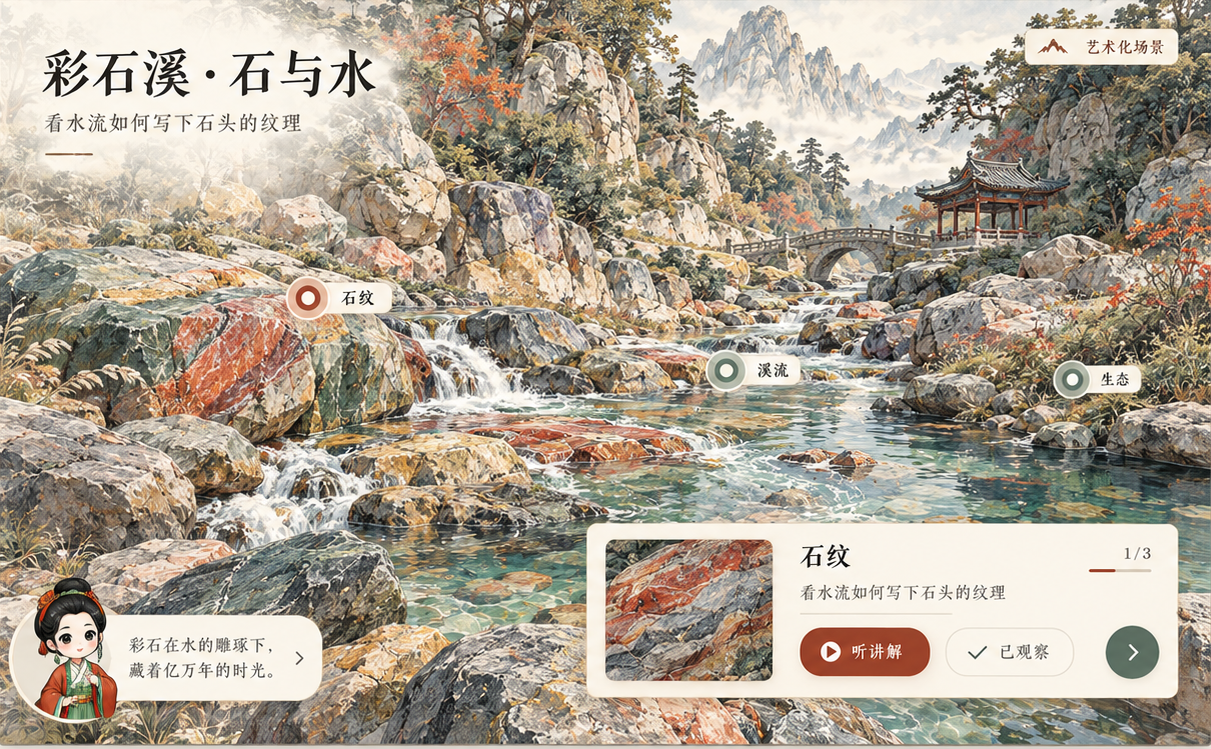 彩石溪·石与水
看水流如何写下石头的纹理
艺术化场景
石纹
溪流
生态
石纹
1/3
看水流如何写下石头的纹理
听讲解
已观察
彩石在水的雕琢下，
藏着亿万年的时光。